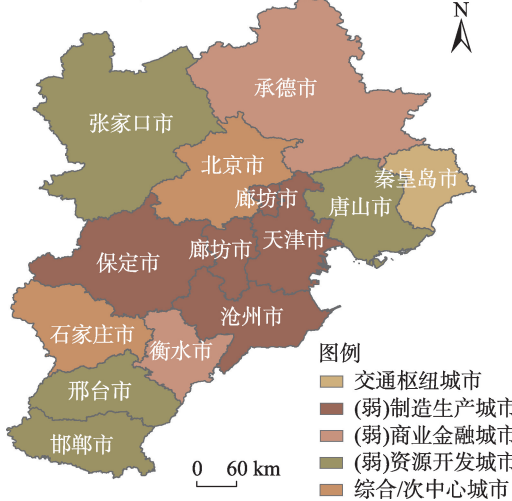 N
承德市
张家口市
北京市
秦皇岛市
廊坊市
唐山市
天津市
廊坊市
保定市
沧州市
石家庄市
衡水市
邢台市
邯郸市
图例
交通枢纽城市
(弱)制造生产城市
(弱)商业金融城市
(弱)资源开发城市
综合/次中心城市
0 60 km